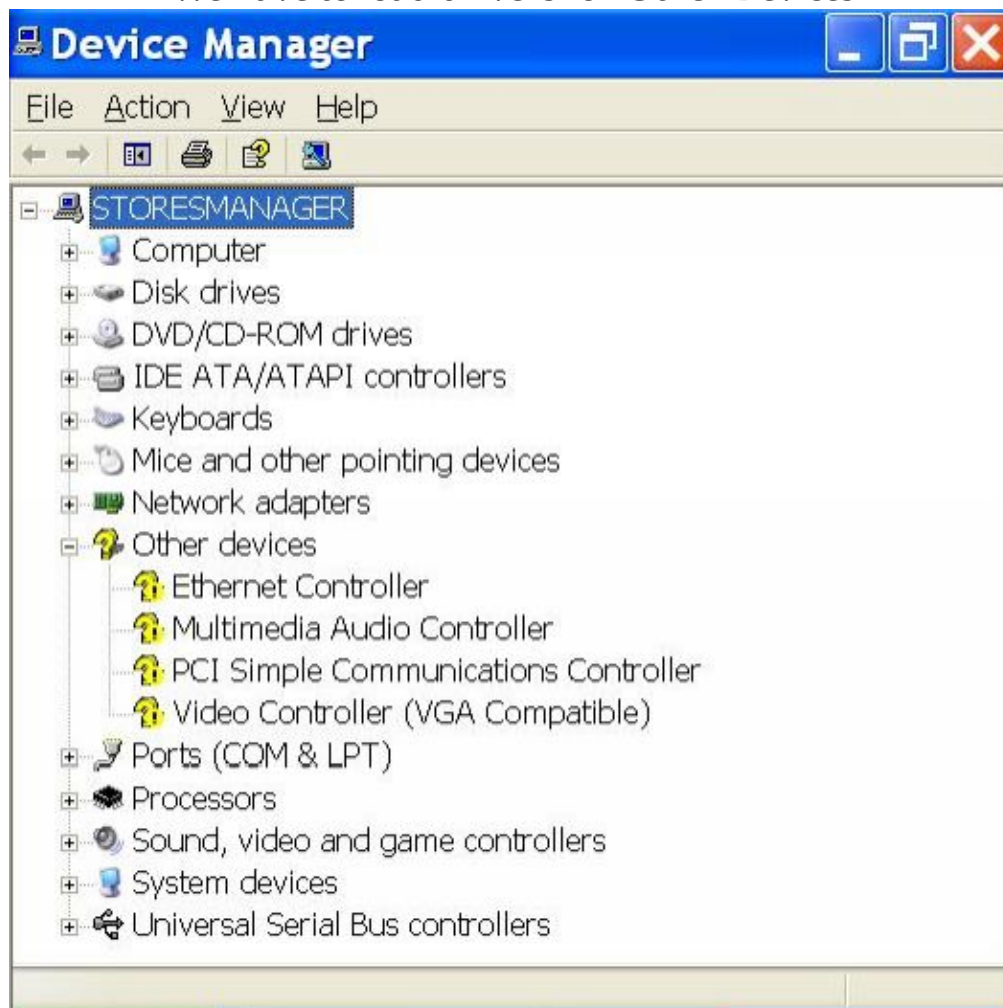 Device Manager
File Action View Help
STORESMANAGER
Computer
Disk drives
DVD/CD-ROM drives
IDE ATA/ATAPI controllers
Keyboards
Mice and other pointing devices
Network adapters
Other devices
Ethernet Controller
Multimedia Audio Controller
PCI Simple Communications Controller
Video Controller (VGA Compatible)
Ports (COM & LPT)
Processors
Sound, video and game controllers
System devices
Universal Serial Bus controllers